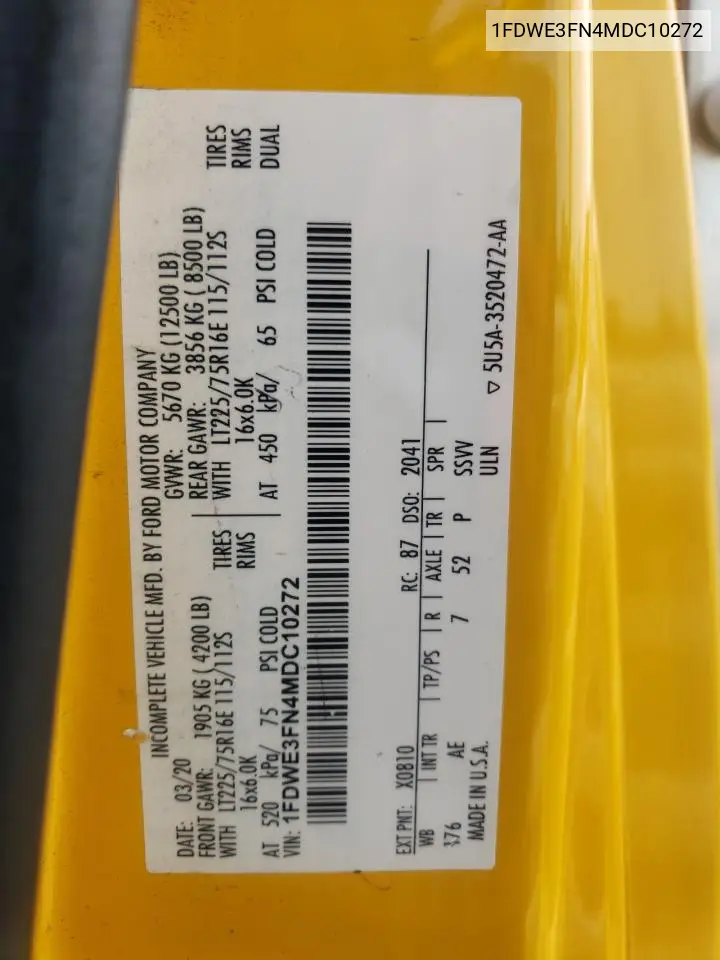 1FDWE3FN4MDC10272
INCOMPLETE VEHICLE MFD. BY FORD MOTOR COMPANY
DATE: 03/20 GVWR: 5670 KG (12500 LB)
FRONT GAWR: 1905 KG ( 4200 LB) REAR GAWR: 3856 KG ( 8500 LB)
WITH LT225/75R16E 115/112S TIRES WITH LT225/75R16E 115/112S TIRES
16x6.0K RIMS 16x6.0K RIMS
AT 520 kPa/ 75 PSI COLD AT 450 kPa/ 65 PSI COLD DUAL
VIN: 1FDWE3FN4MDC10272
EXT PNT: X0810 RC: 87 DSO: 2041
WB | INT TR | TP/PS | R | AXLE | TR | SPR |
176 AE 7 52 P SSVV
MADE IN U.S.A. ULN
▽ 5U5A-3520472-AA